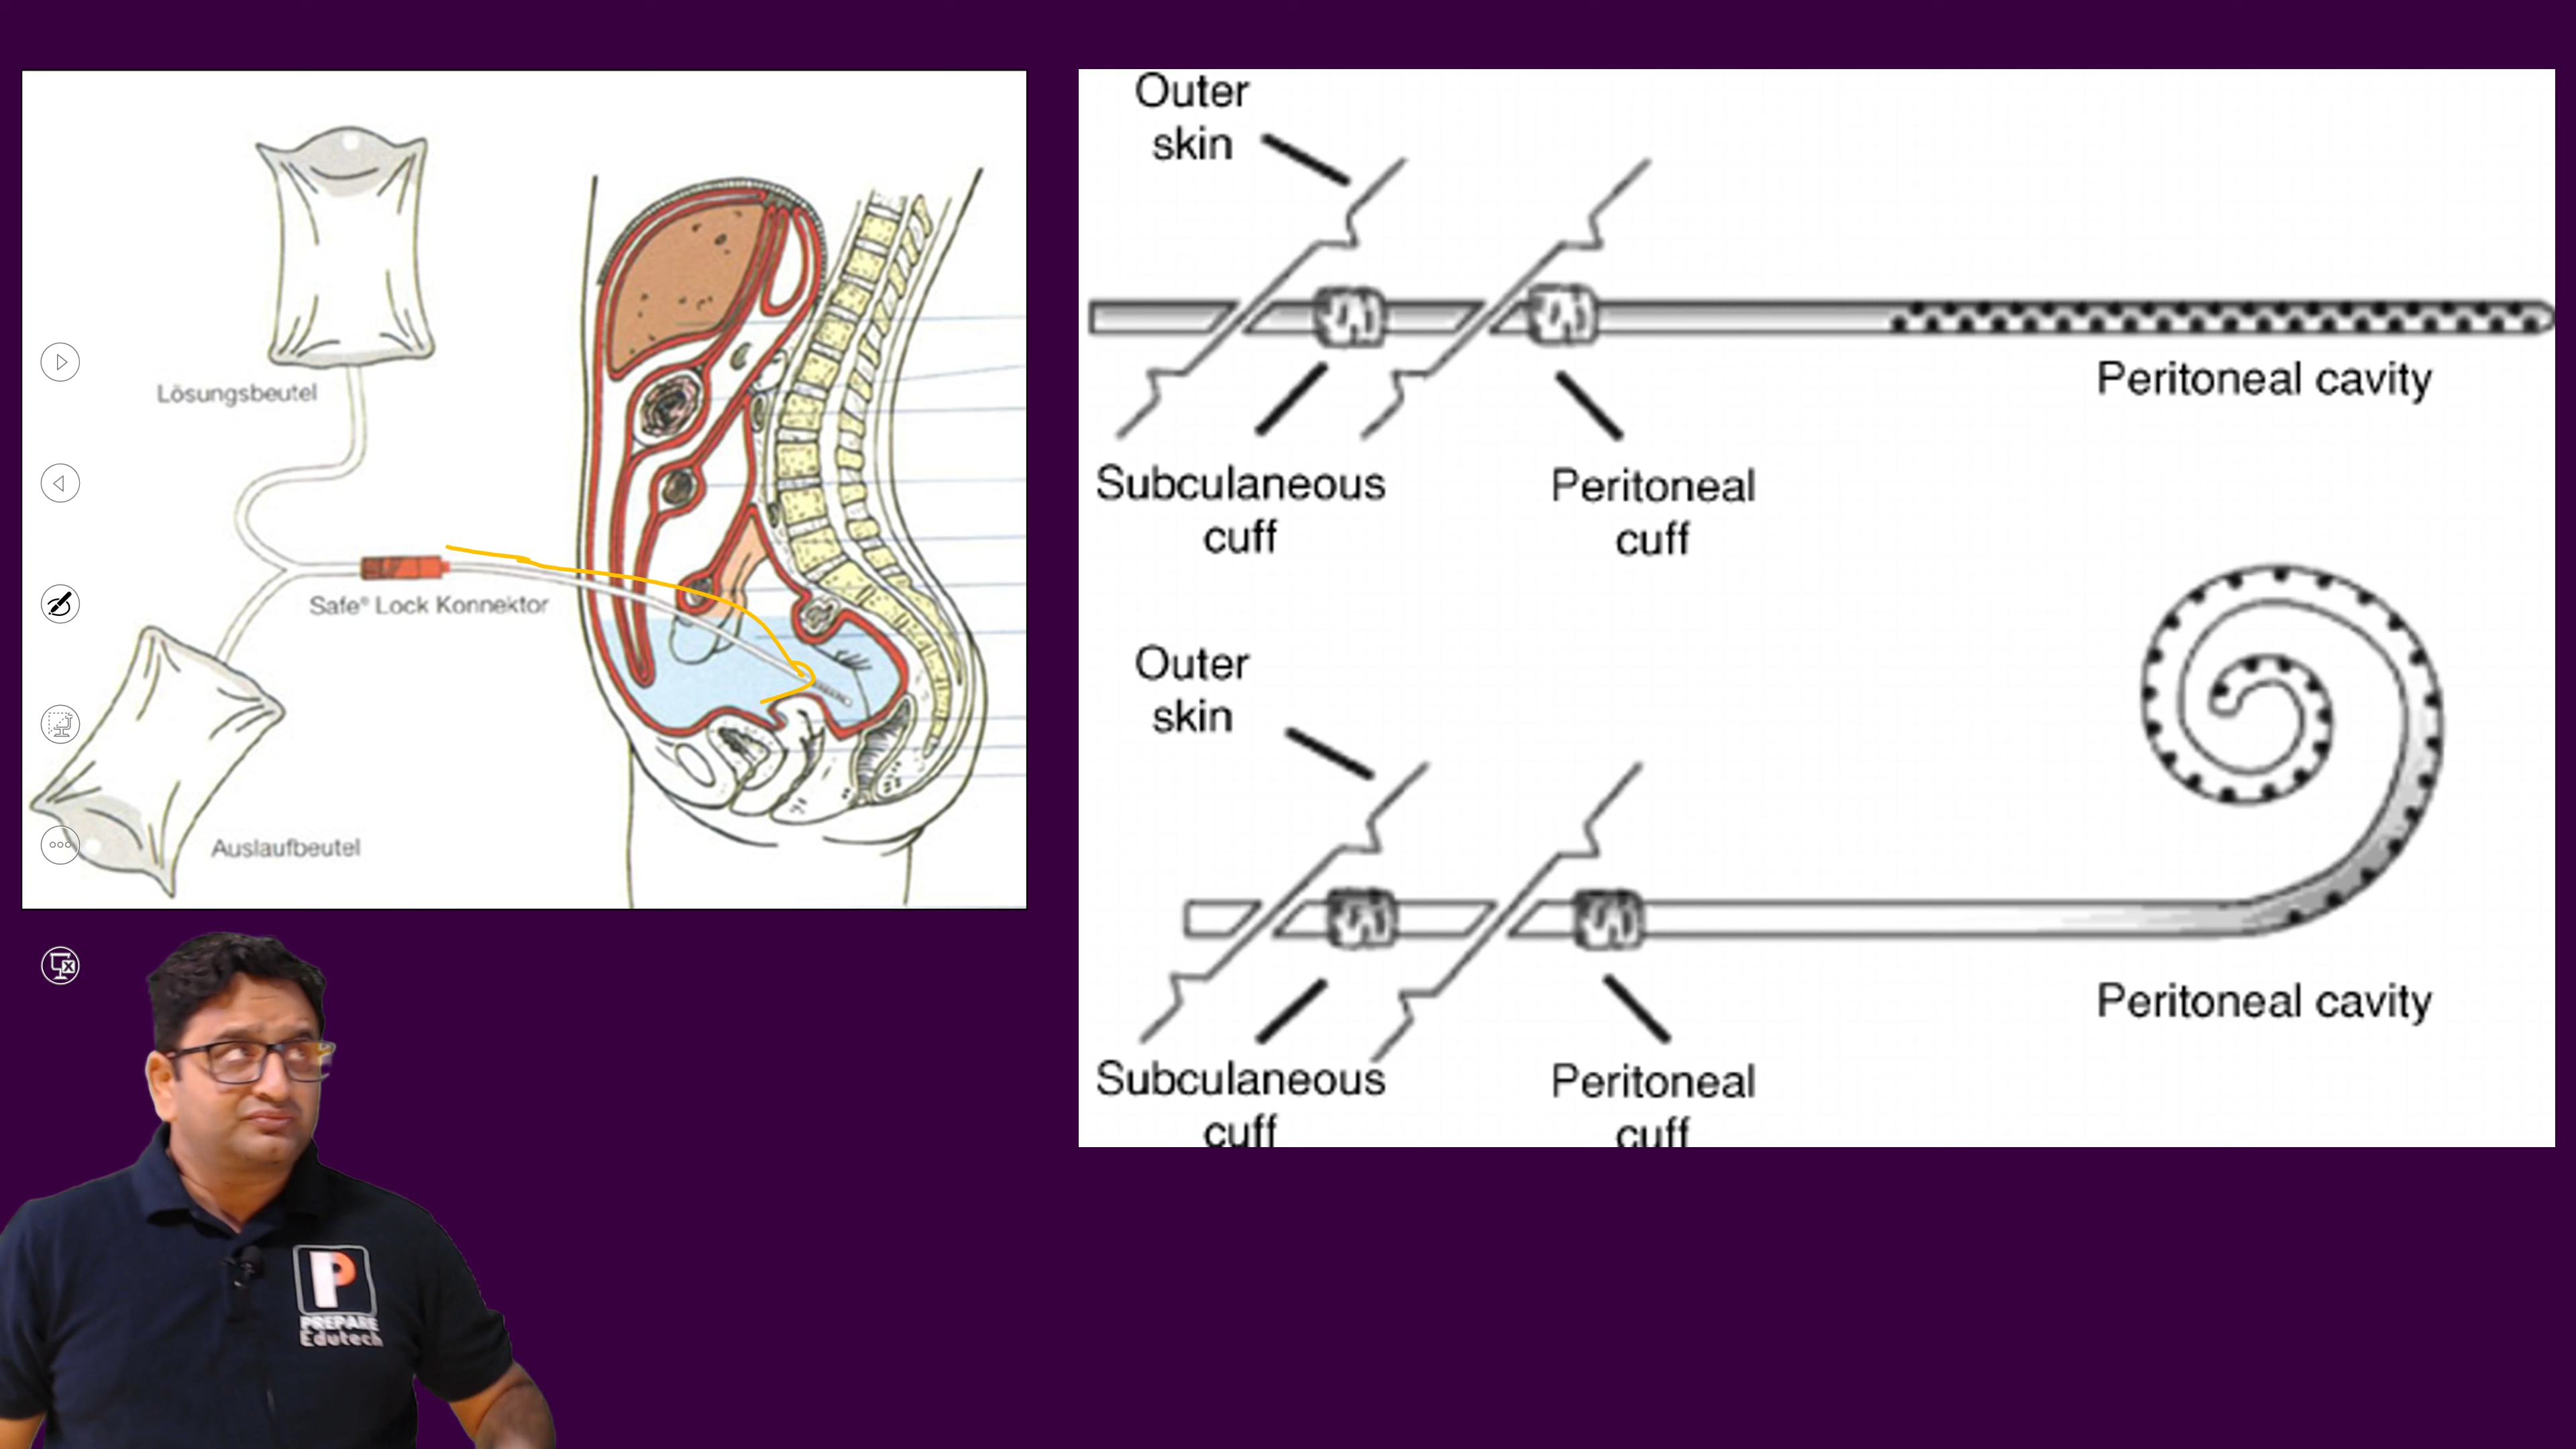 Lösungsbeutel
Safe® Lock Konnektor
Auslaufbeutel
Outer
skin
Subculaneous
cuff
Peritoneal
cuff
Peritoneal cavity
Outer
skin
Subculaneous
cuff
Peritoneal
cuff
Peritoneal cavity
P
PREPARE
Edutech